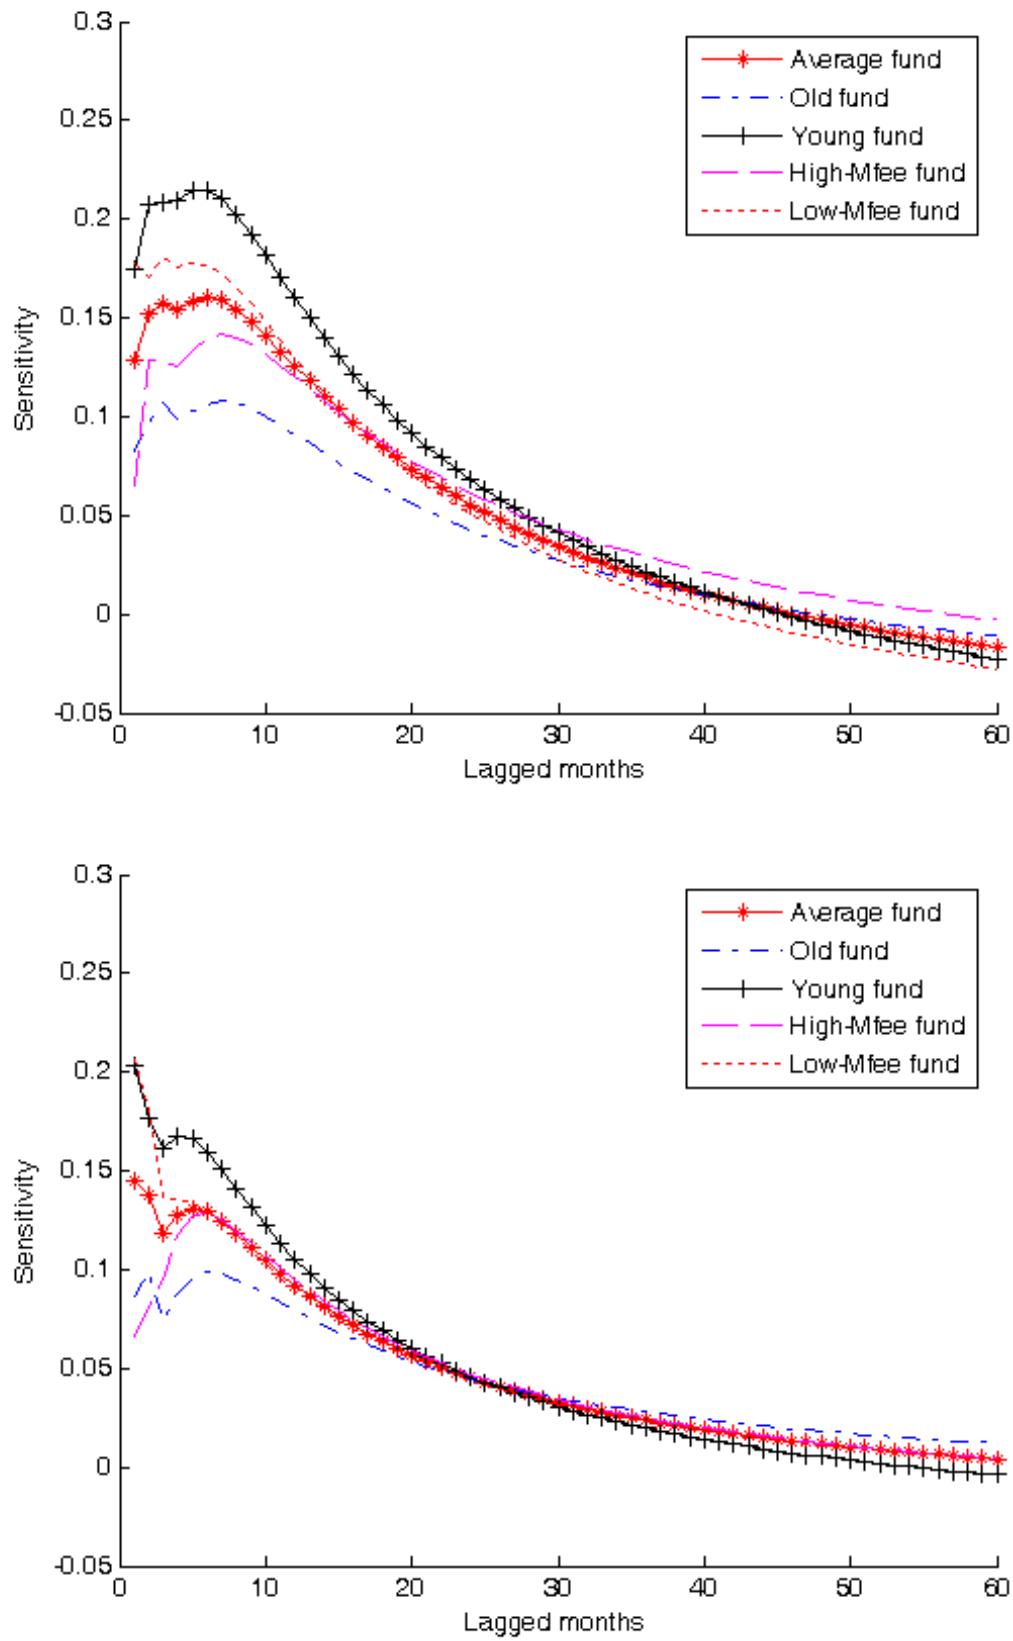 0.3
Average fund
Old fund
0.25
Young fund
High-Mfee fund
0.2
Low-Mfee fund
0.15
Sensitivity
0.1
0.05
0
-0.05
0 10 20 30 40 50 60
Lagged months
0.3
Average fund
Old fund
0.25
Young fund
High-Mfee fund
0.2
Low-Mfee fund
0.15
Sensitivity
0.1
0.05
0
-0.05
0 10 20 30 40 50 60
Lagged months